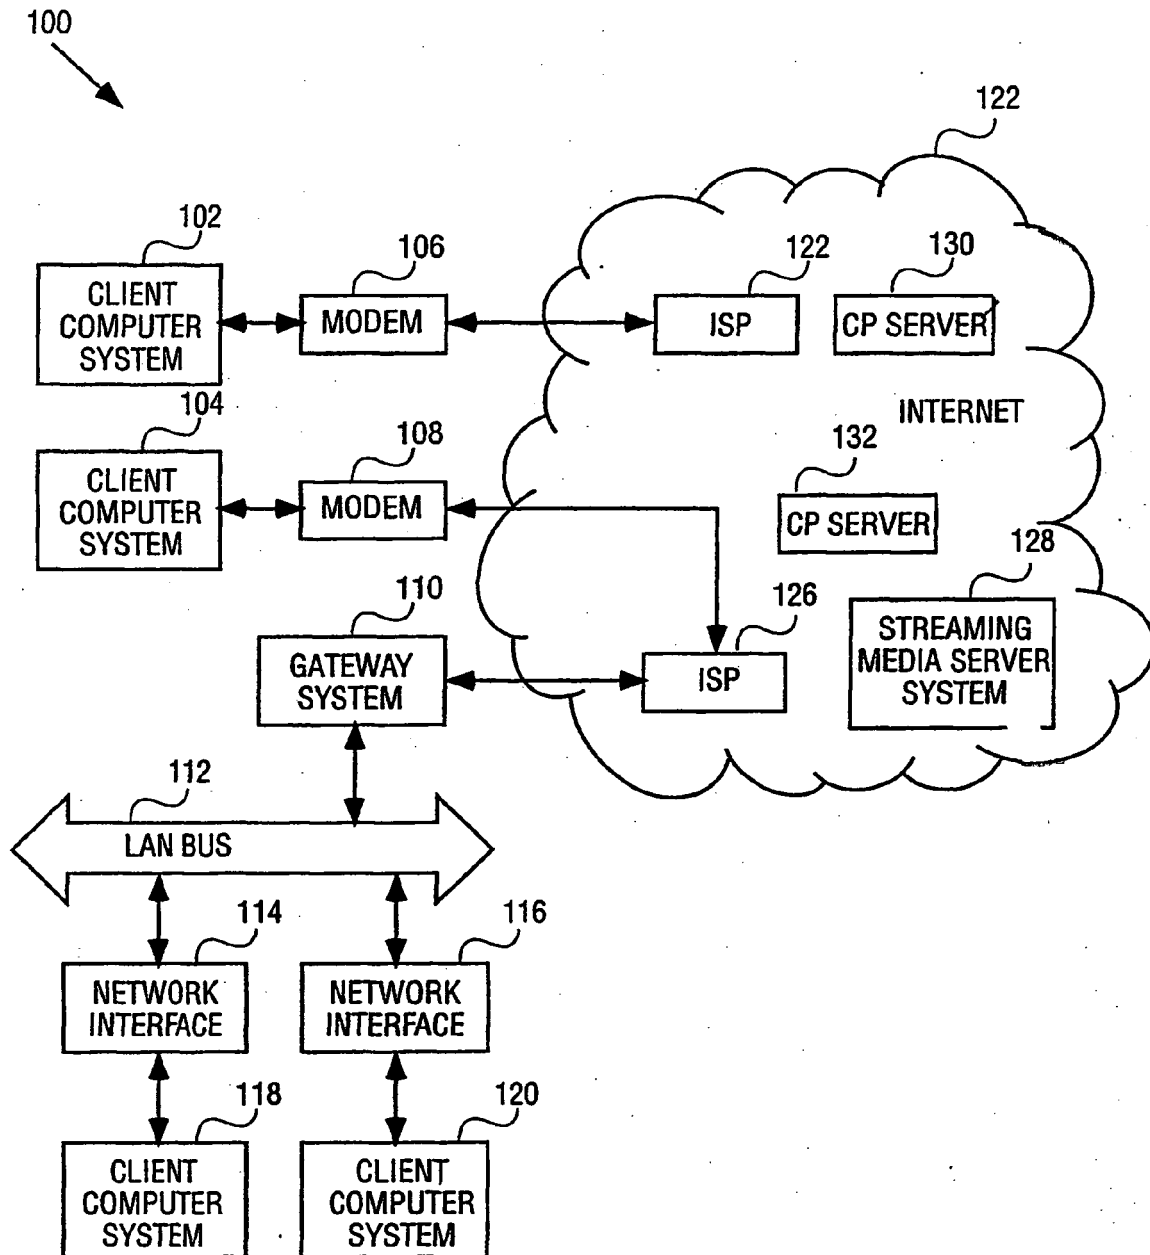 100
122
102
106
122
130
CLIENT
COMPUTER
SYSTEM
MODEM
ISP
CP SERVER
INTERNET
104
108
132
CLIENT
COMPUTER
SYSTEM
MODEM
CP SERVER
128
110
126
GATEWAY
SYSTEM
ISP
STREAMING
MEDIA SERVER
SYSTEM
112
LAN BUS
114
116
NETWORK
INTERFACE
NETWORK
INTERFACE
118
120
CLIENT
COMPUTER
SYSTEM
CLIENT
COMPUTER
SYSTEM